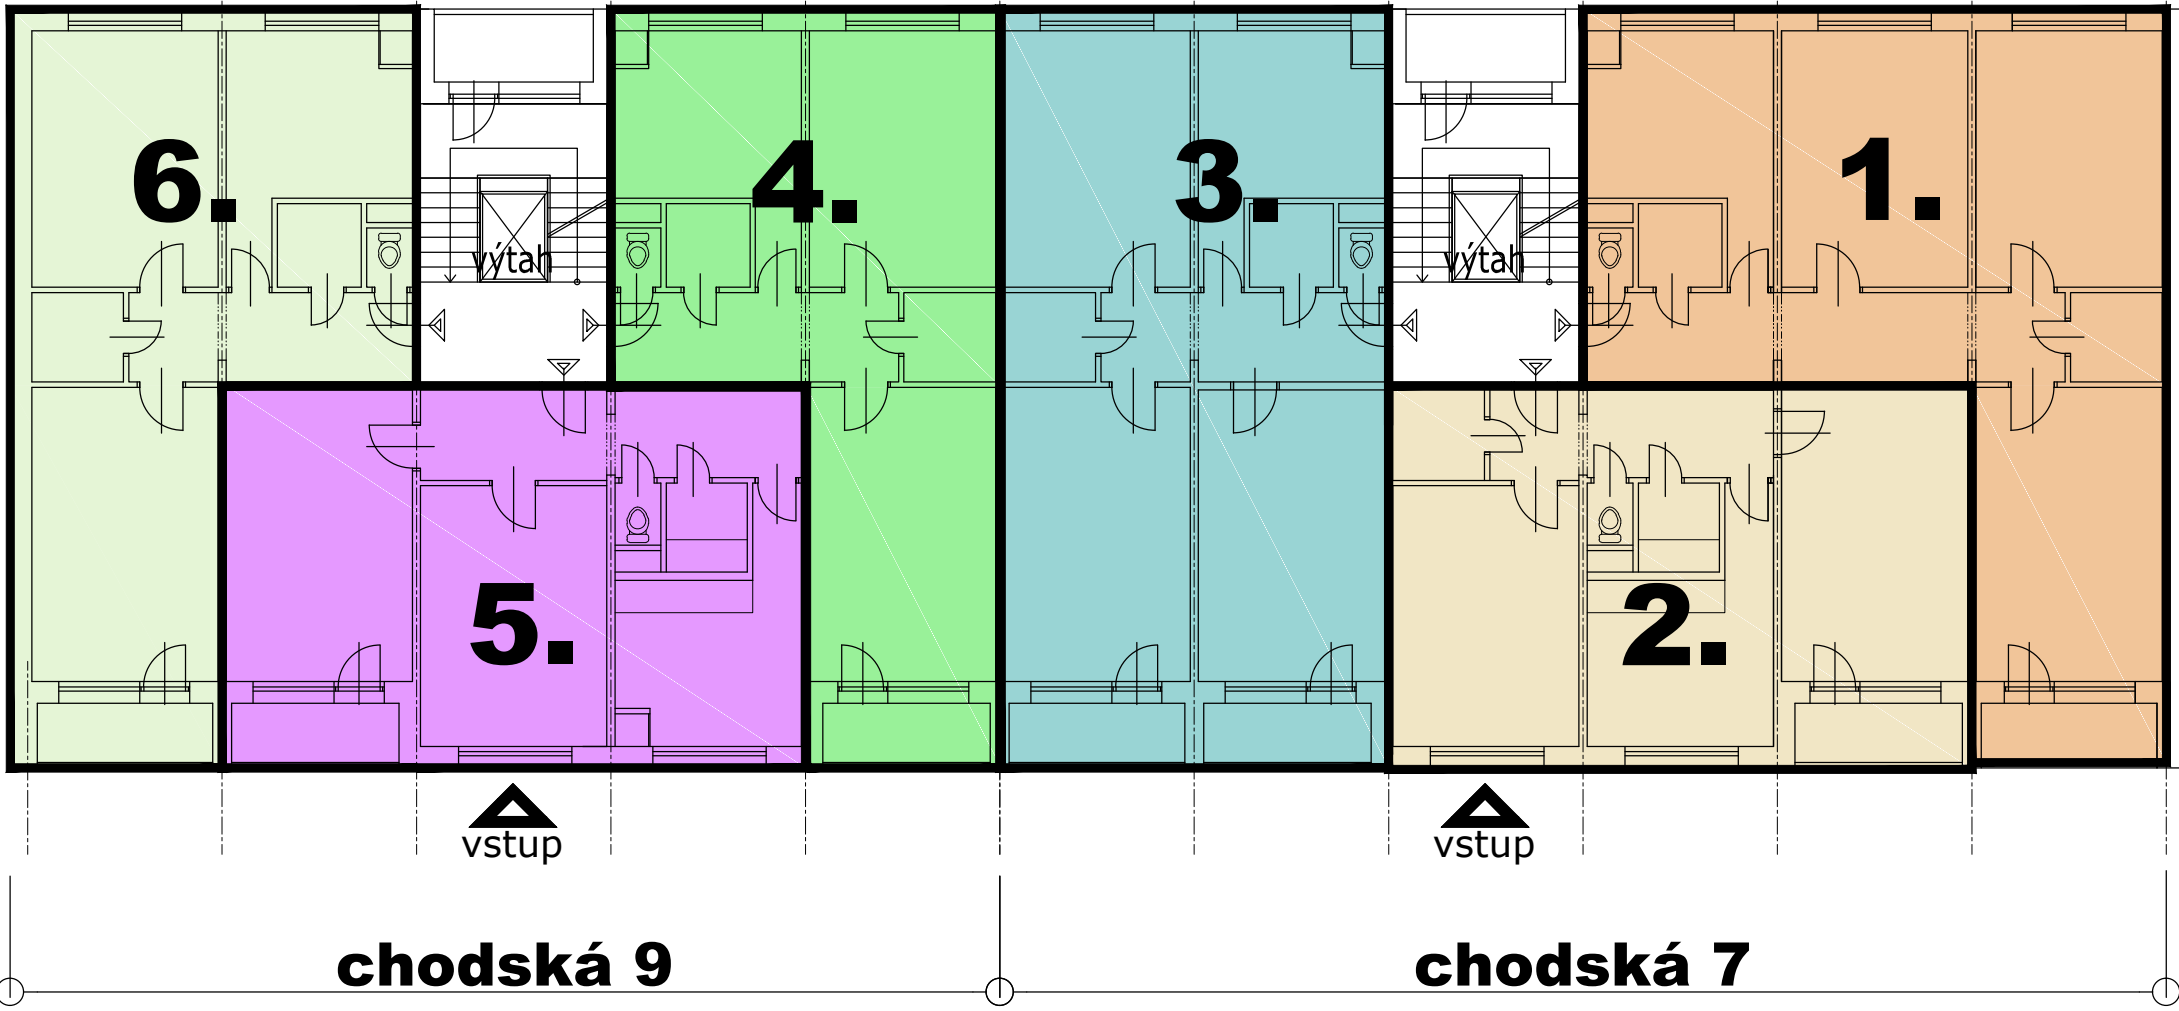 6.
4.
3.
1.
výtah
výtah
5.
2.
vstup
vstup
chodská 9
chodská 7